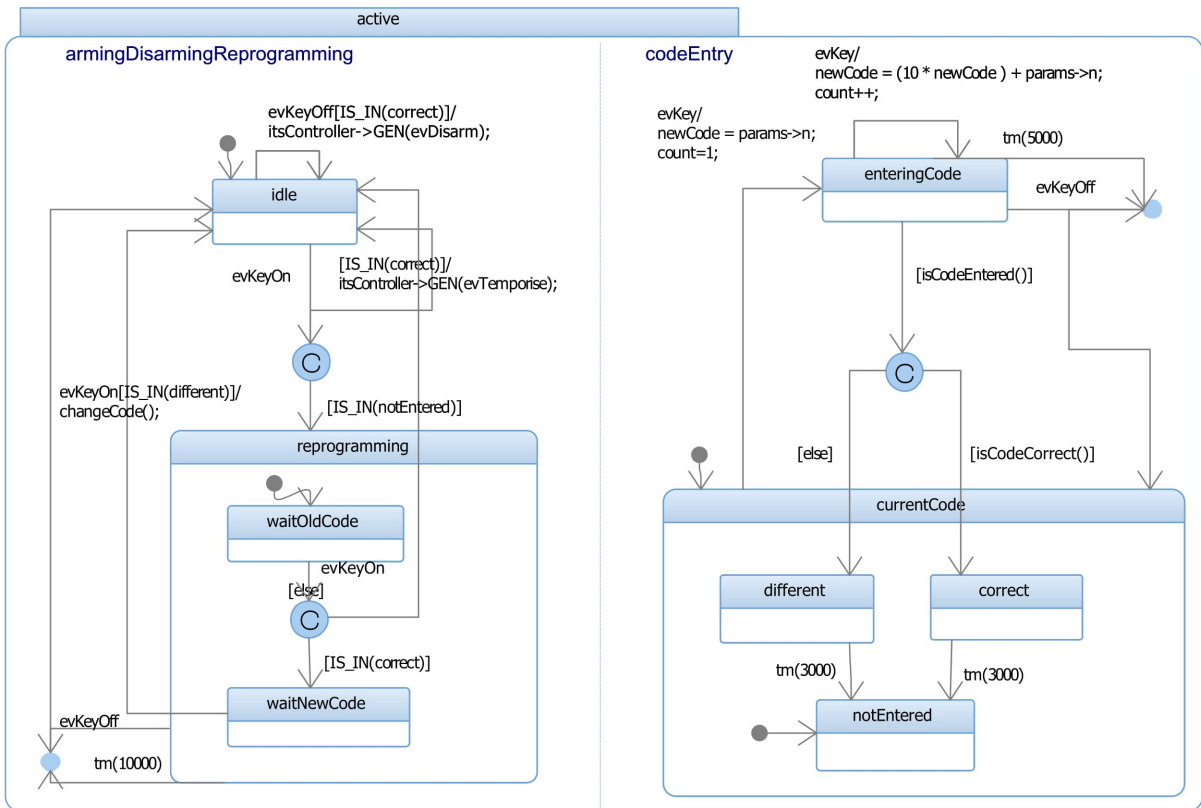 active
armingDisarmingReprogramming
codeEntry
evKey/
newCode = (10 * newCode ) + params->n;
count++;
evKeyOff[IS_IN(correct)]/
itsController->GEN(evDisarm);
evKey/
newCode = params->n;
count=1;
tm(5000)
idle
enteringCode
evKeyOff
evKeyOn
[IS_IN(correct)]/
itsController->GEN(evTemporise);
[isCodeEntered()]
C
C
evKeyOn[IS_IN(different)]/
changeCode();
[IS_IN(notEntered)]
reprogramming
[else]
[isCodeCorrect()]
waitOldCode
currentCode
evKeyOn
[else]
C
different
correct
[IS_IN(correct)]
tm(3000)
tm(3000)
waitNewCode
notEntered
evKeyOff
tm(10000)